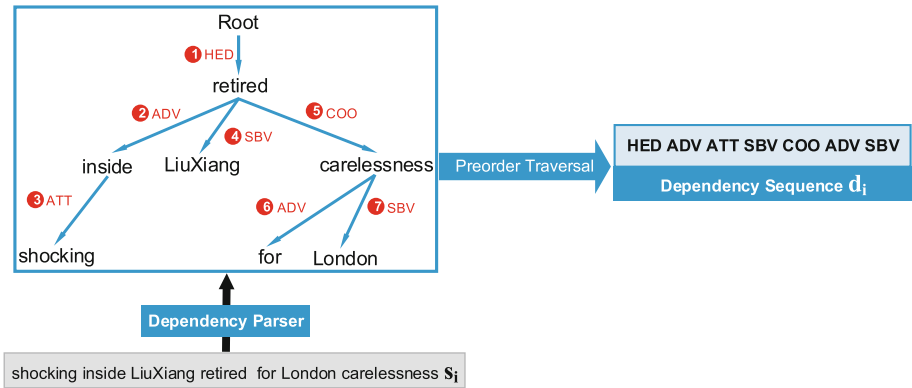 Root
1 HED
retired
2 ADV
5 COO
4 SBV
inside
LiuXiang
carelessness
3 ATT
6 ADV
7 SBV
shocking
for
London
Preorder Traversal
HED ADV ATT SBV COO ADV SBV
Dependency Sequence di
Dependency Parser
shocking inside LiuXiang retired for London carelessness si